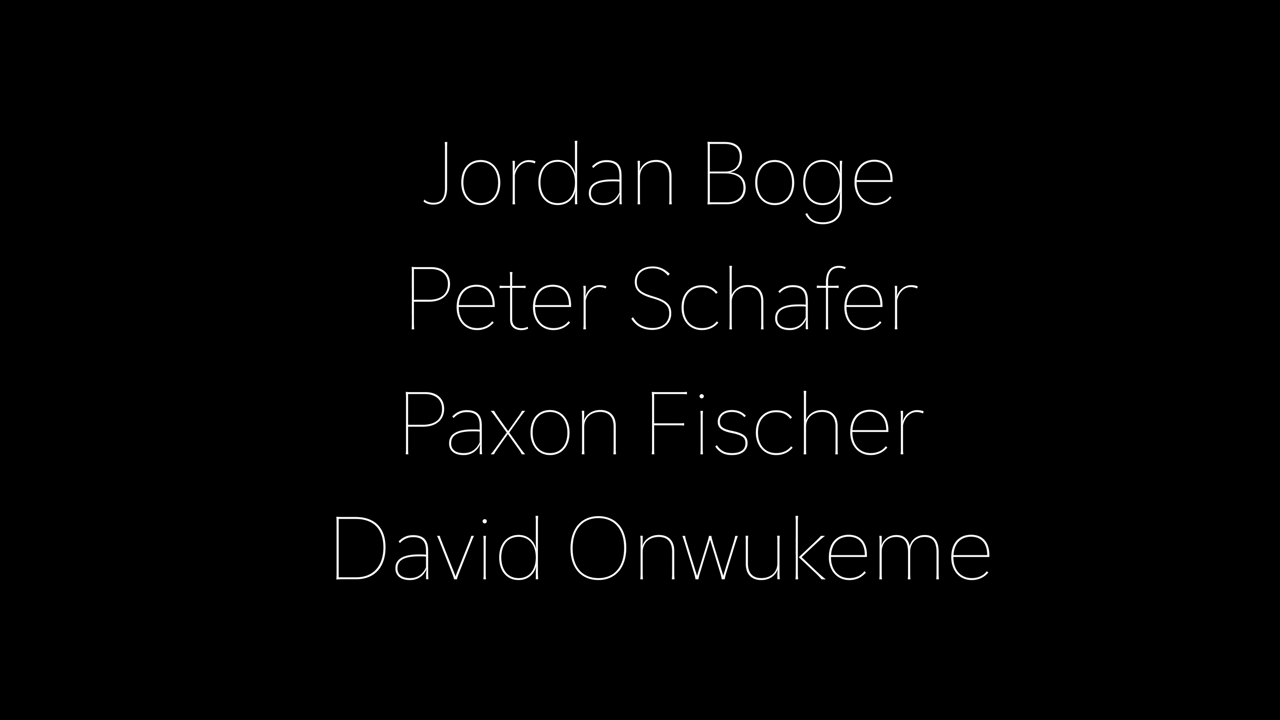 Jordan Boge
Peter Schafer
Paxon Fischer
David Onwukeme